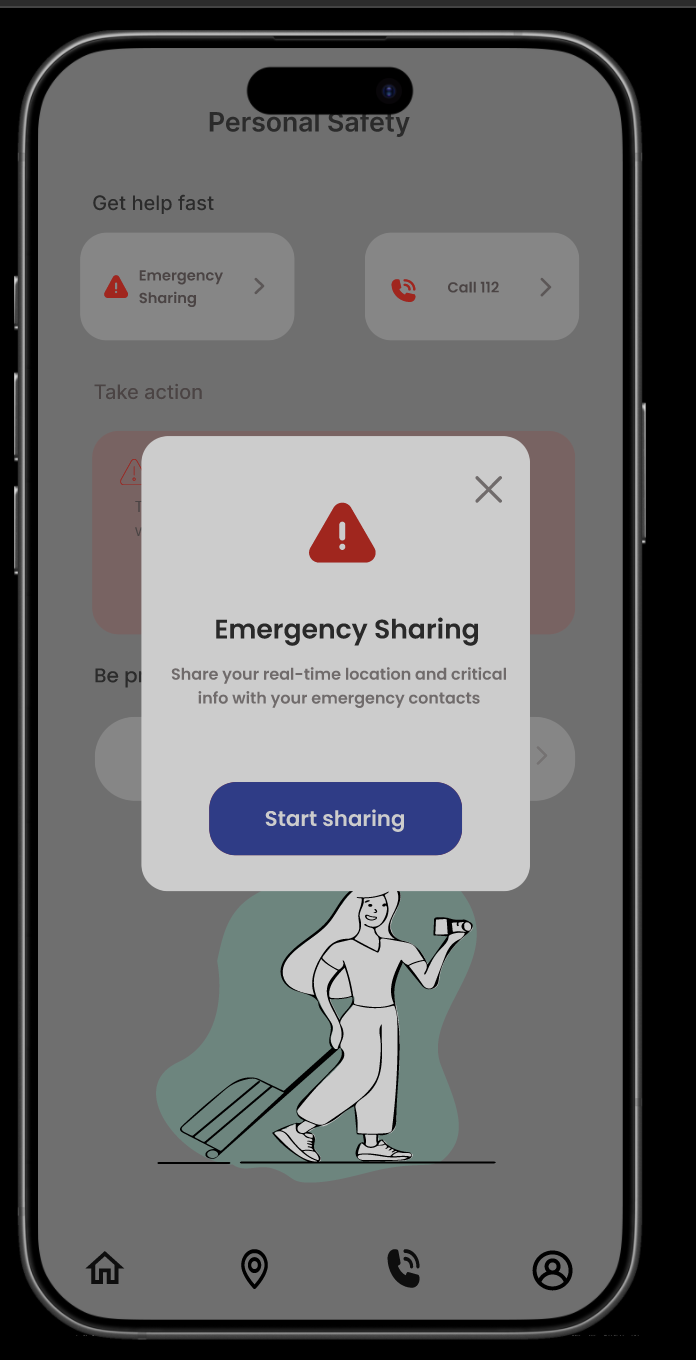 Personal Safety
Get help fast
Emergency
Sharing
Call 112
Take action
Emergency Sharing
Share your real-time location and critical
info with your emergency contacts
Be
Start sharing